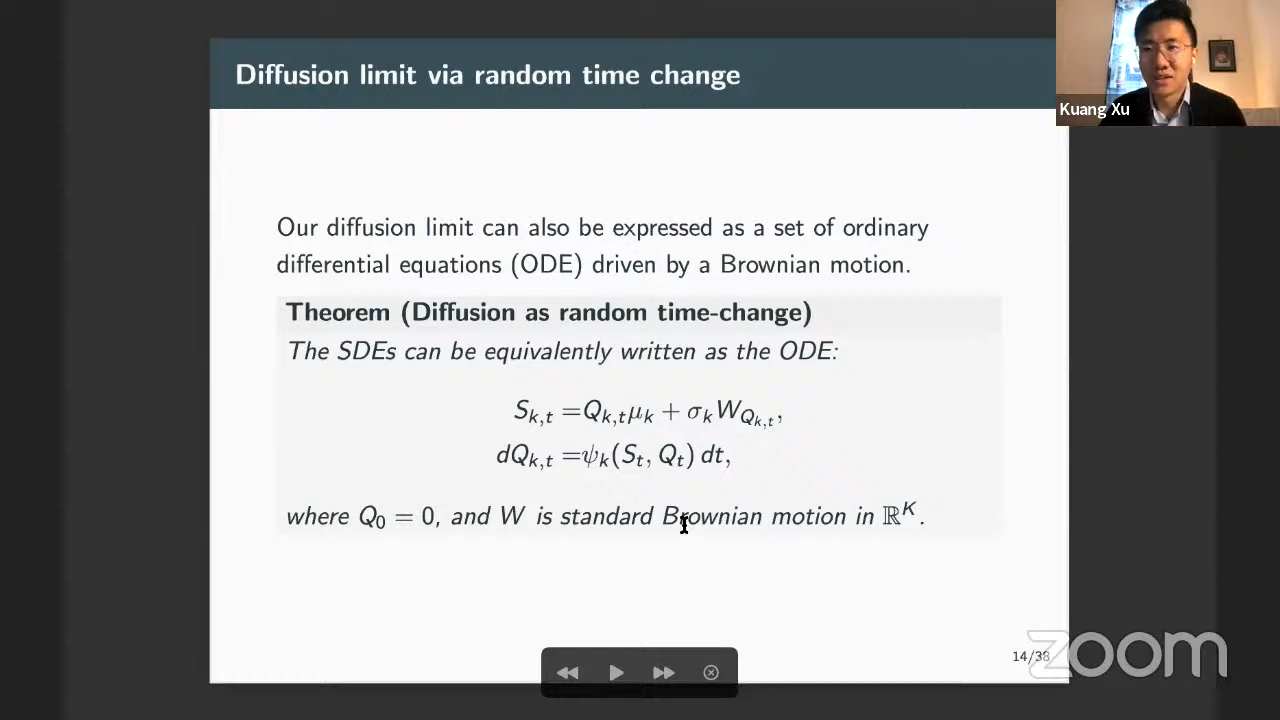 Diffusion limit via random time change
Kuang Xu
Our diffusion limit can also be expressed as a set of ordinary
differential equations (ODE) driven by a Brownian motion.
Theorem (Diffusion as random time-change)
The SDEs can be equivalently written as the ODE:
S_{k,t} =Q_{k,t}μ_k + σ_k W_{Q_{k,t}},
dQ_{k,t} =ψ_k(S_t, Q_t) dt,
where Q_0 = 0, and W is standard Brownian motion in ℝ^K.
14/38
zoom